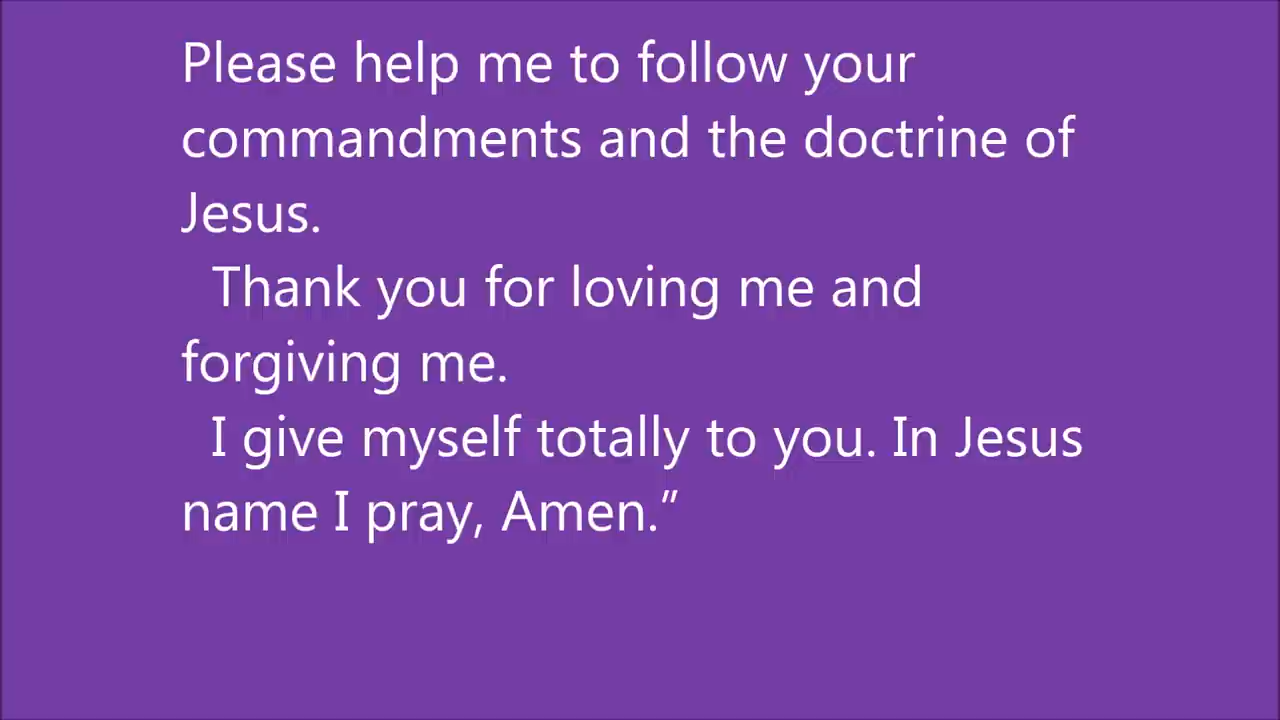 Please help me to follow your
commandments and the doctrine of
Jesus.
Thank you for loving me and
forgiving me.
I give myself totally to you. In Jesus
name I pray, Amen.”